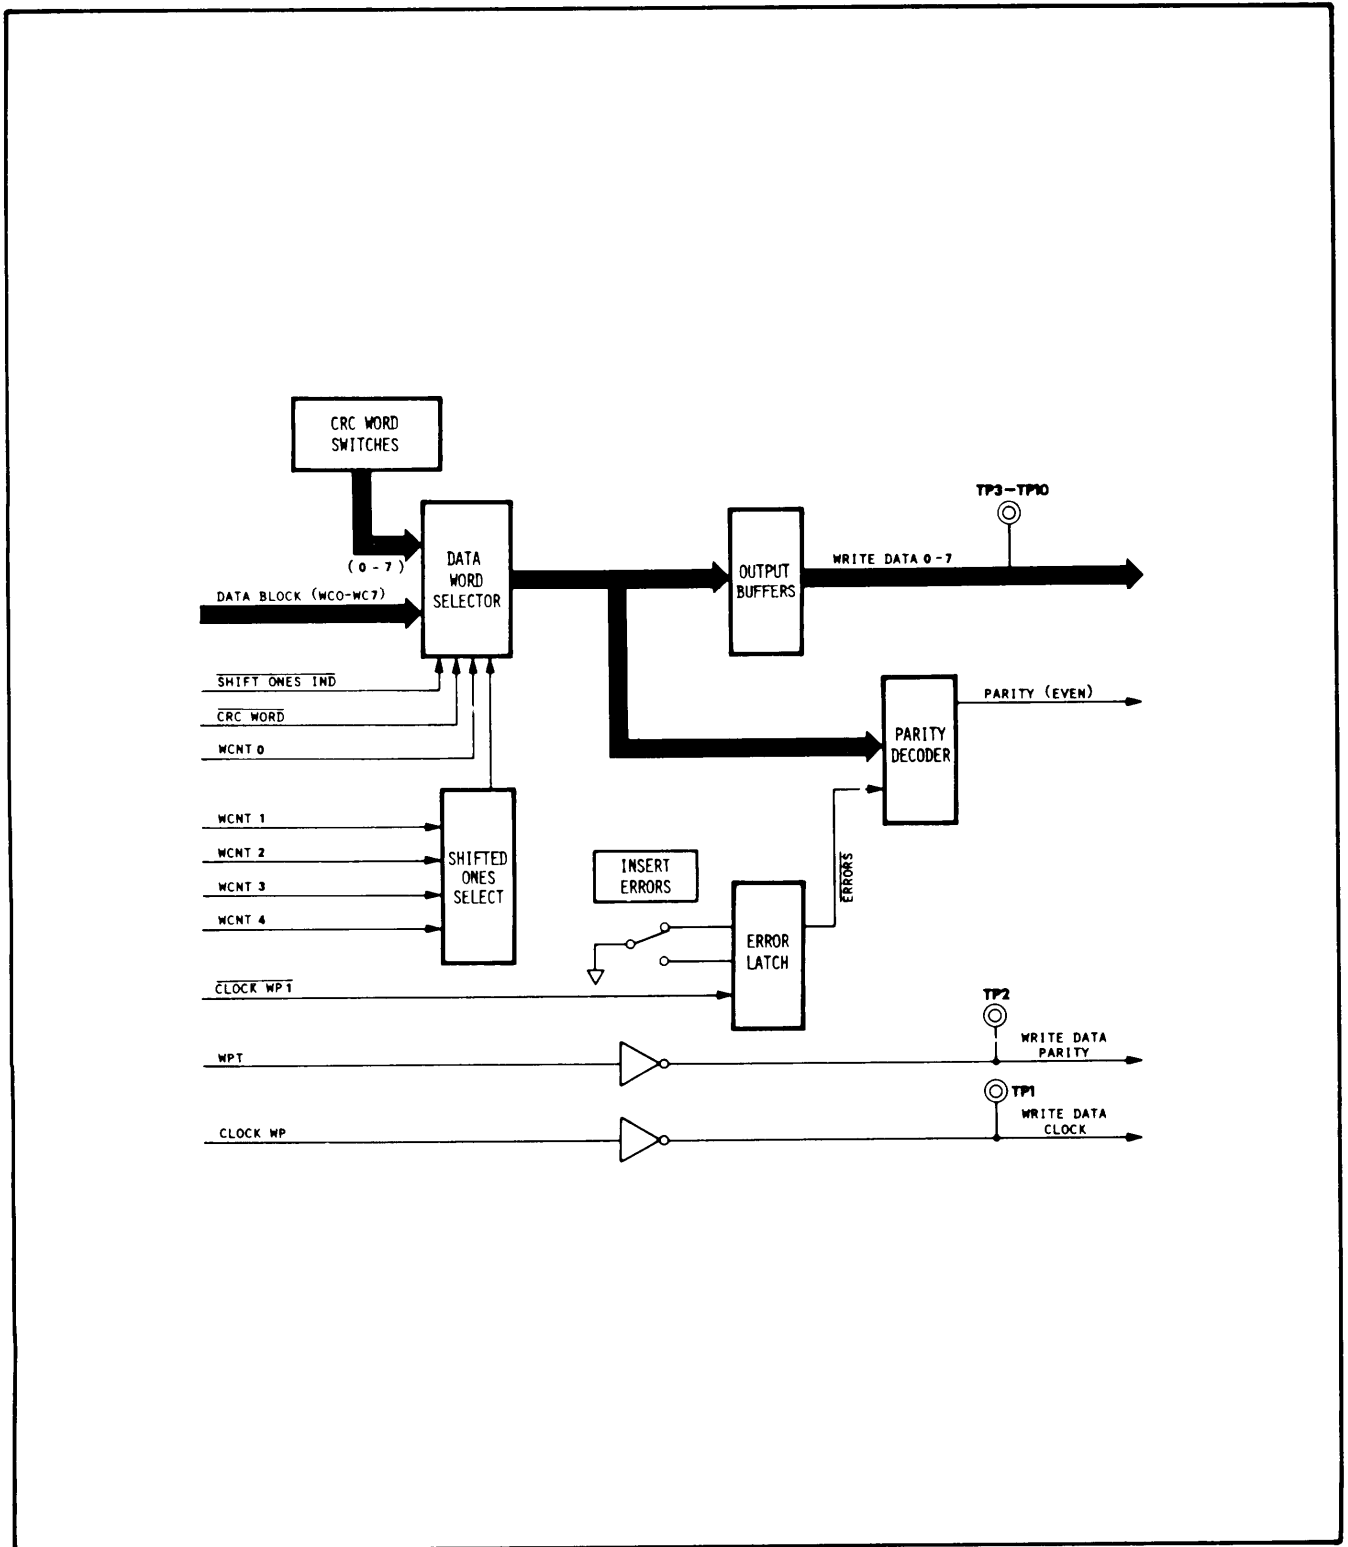 CRC WORD
SWITCHES
TP3-TP10
(0-7)
DATA
WORD
SELECTOR
OUTPUT
BUFFERS
WRITE DATA 0-7
DATA BLOCK (WC0-WC7)
SHIFT ONES IND
CRC WORD
WCNT 0
PARITY (EVEN)
PARITY
DECODER
WCNT 1
WCNT 2
WCNT 3
WCNT 4
SHIFTED
ONES
SELECT
INSERT
ERRORS
ERRORS
ERROR
LATCH
CLOCK WP1
TP2
WPT
WRITE DATA
PARITY
TP1
CLOCK WP
WRITE DATA
CLOCK